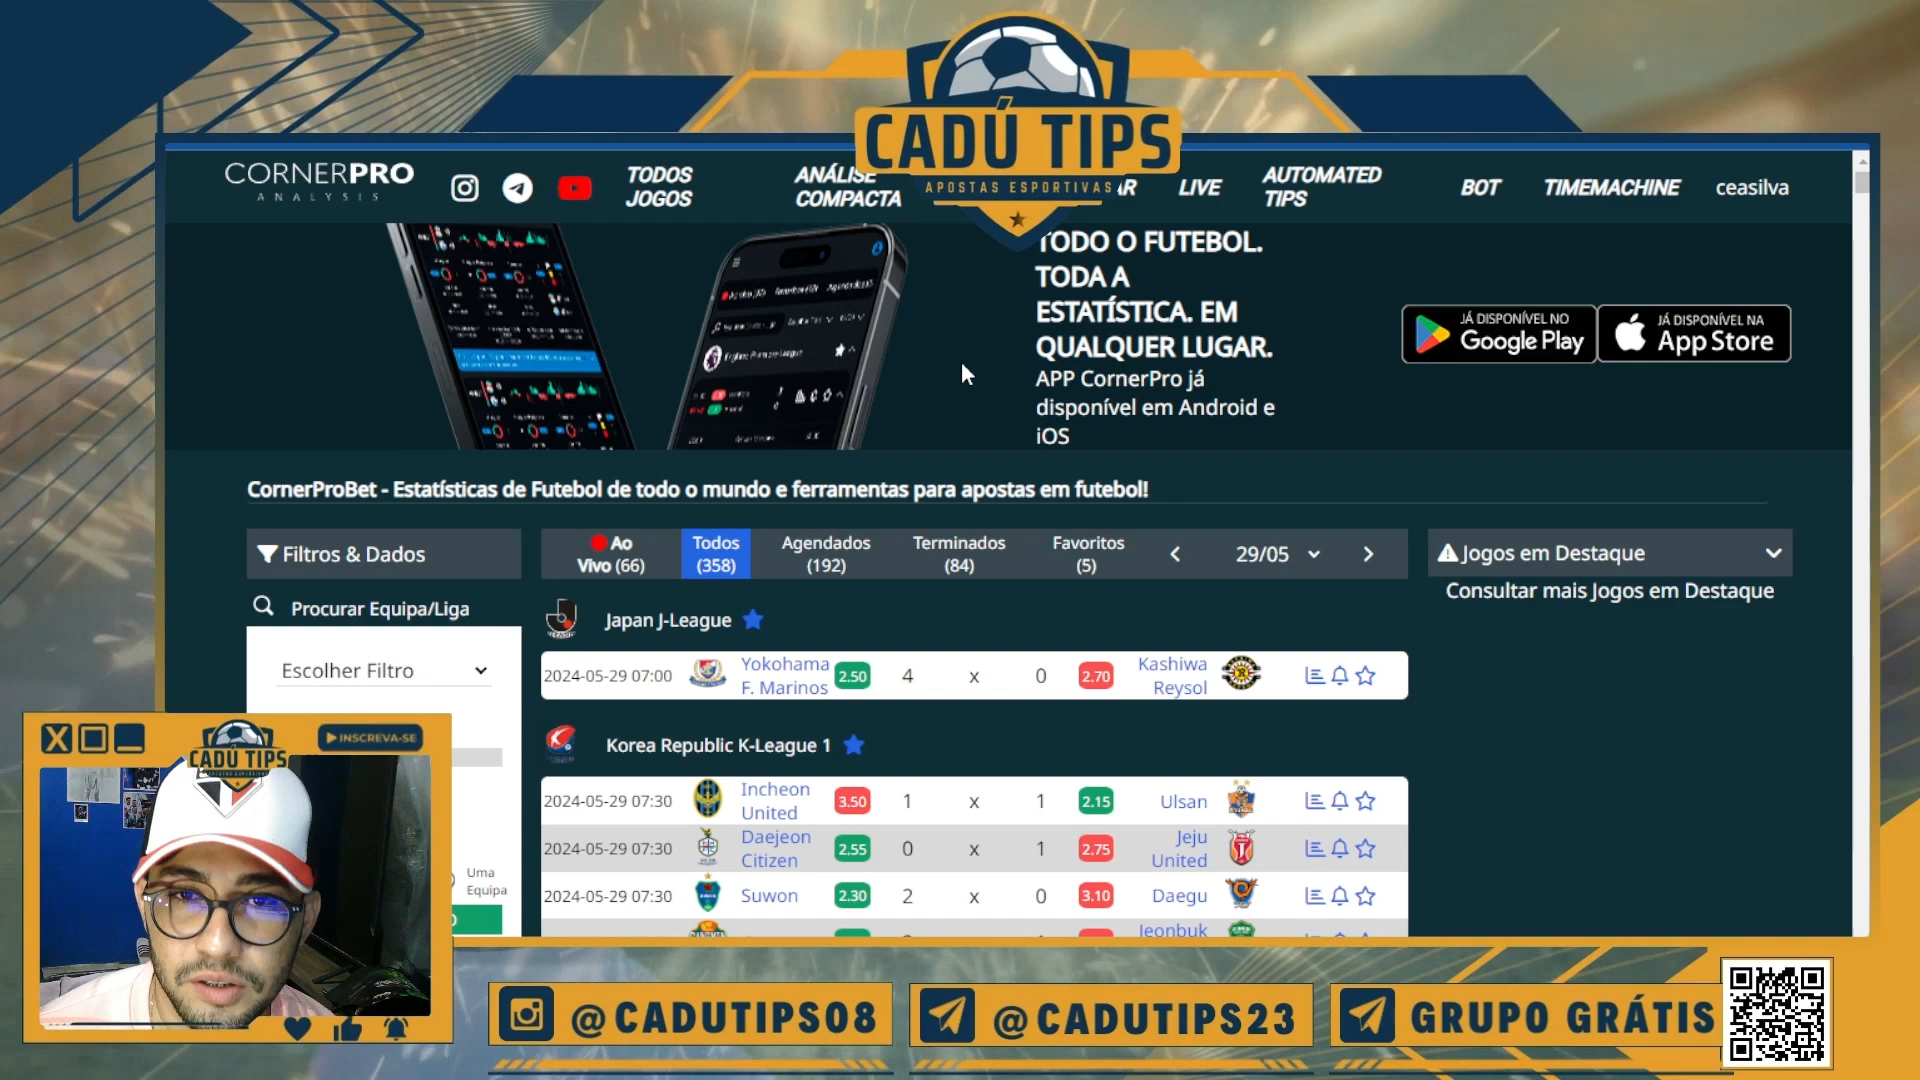 CADÚ TIPS
APOSTAS ESPORTIVAS
CORNERPRO
ANALYSIS
TODOS
JOGOS
ANÁLISE
COMPACTA
AR
LIVE
AUTOMATED
TIPS
BOT
TIMEMACHINE
ceasilva
TODO O FUTEBOL.
TODA A
ESTATÍSTICA. EM
QUALQUER LUGAR.
APP CornerPro já
disponível em Android e
iOS
JÁ DISPONÍVEL NO
Google Play
JÁ DISPONÍVEL NA
App Store
CornerProBet - Estatísticas de Futebol de todo o mundo e ferramentas para apostas em futebol!
Filtros & Dados
Ao
Vivo (66)
Todos
(358)
Agendados
(192)
Terminados
(84)
Favoritos
(5)
29/05
Jogos em Destaque
Consultar mais Jogos em Destaque
Procurar Equipa/Liga
Escolher Filtro
Uma
Equipa
Japan J-League
2024-05-29 07:00 Yokohama F. Marinos 2.50 4 x 0 2.70 Kashiwa Reysol
Korea Republic K-League 1
2024-05-29 07:30 Incheon United 3.50 1 x 1 2.15 Ulsan
2024-05-29 07:30 Daejeon Citizen 2.55 0 x 1 2.75 Jeju United
2024-05-29 07:30 Suwon 2.30 2 x 0 3.10 Daegu
Jeonbuk
INSCREVA-SE
CADÚ TIPS
@CADUTIPS08
@CADUTIPS23
GRUPO GRÁTIS